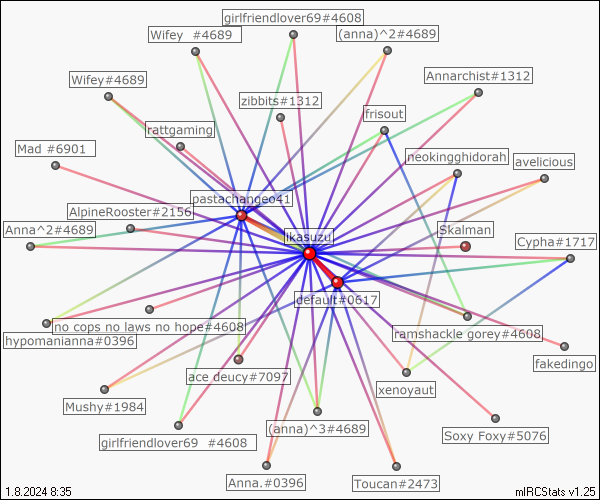 girlfriendlover69#4608
Wifey  #4689
(anna)^2#4689
Wifey#4689
Annarchist#1312
zibbits#1312
frisout
rattgaming
Mad #6901
neokingghidorah
avelicious
pastachangeo41
AlpineRooster#2156
Anna^2#4689
ikasuzu
Skalman
Cypha#1717
default#0617
no cops no laws no hope#4608
hypomanianna#0396
ramshackle gorey#4608
fakedingo
ace deucy#7097
xenoyaut
Mushy#1984
(anna)^3#4689
Soxy Foxy#5076
girlfriendlover69  #4608
Anna.#0396
Toucan#2473
1.8.2024 8:35
mIRCStats v1.25